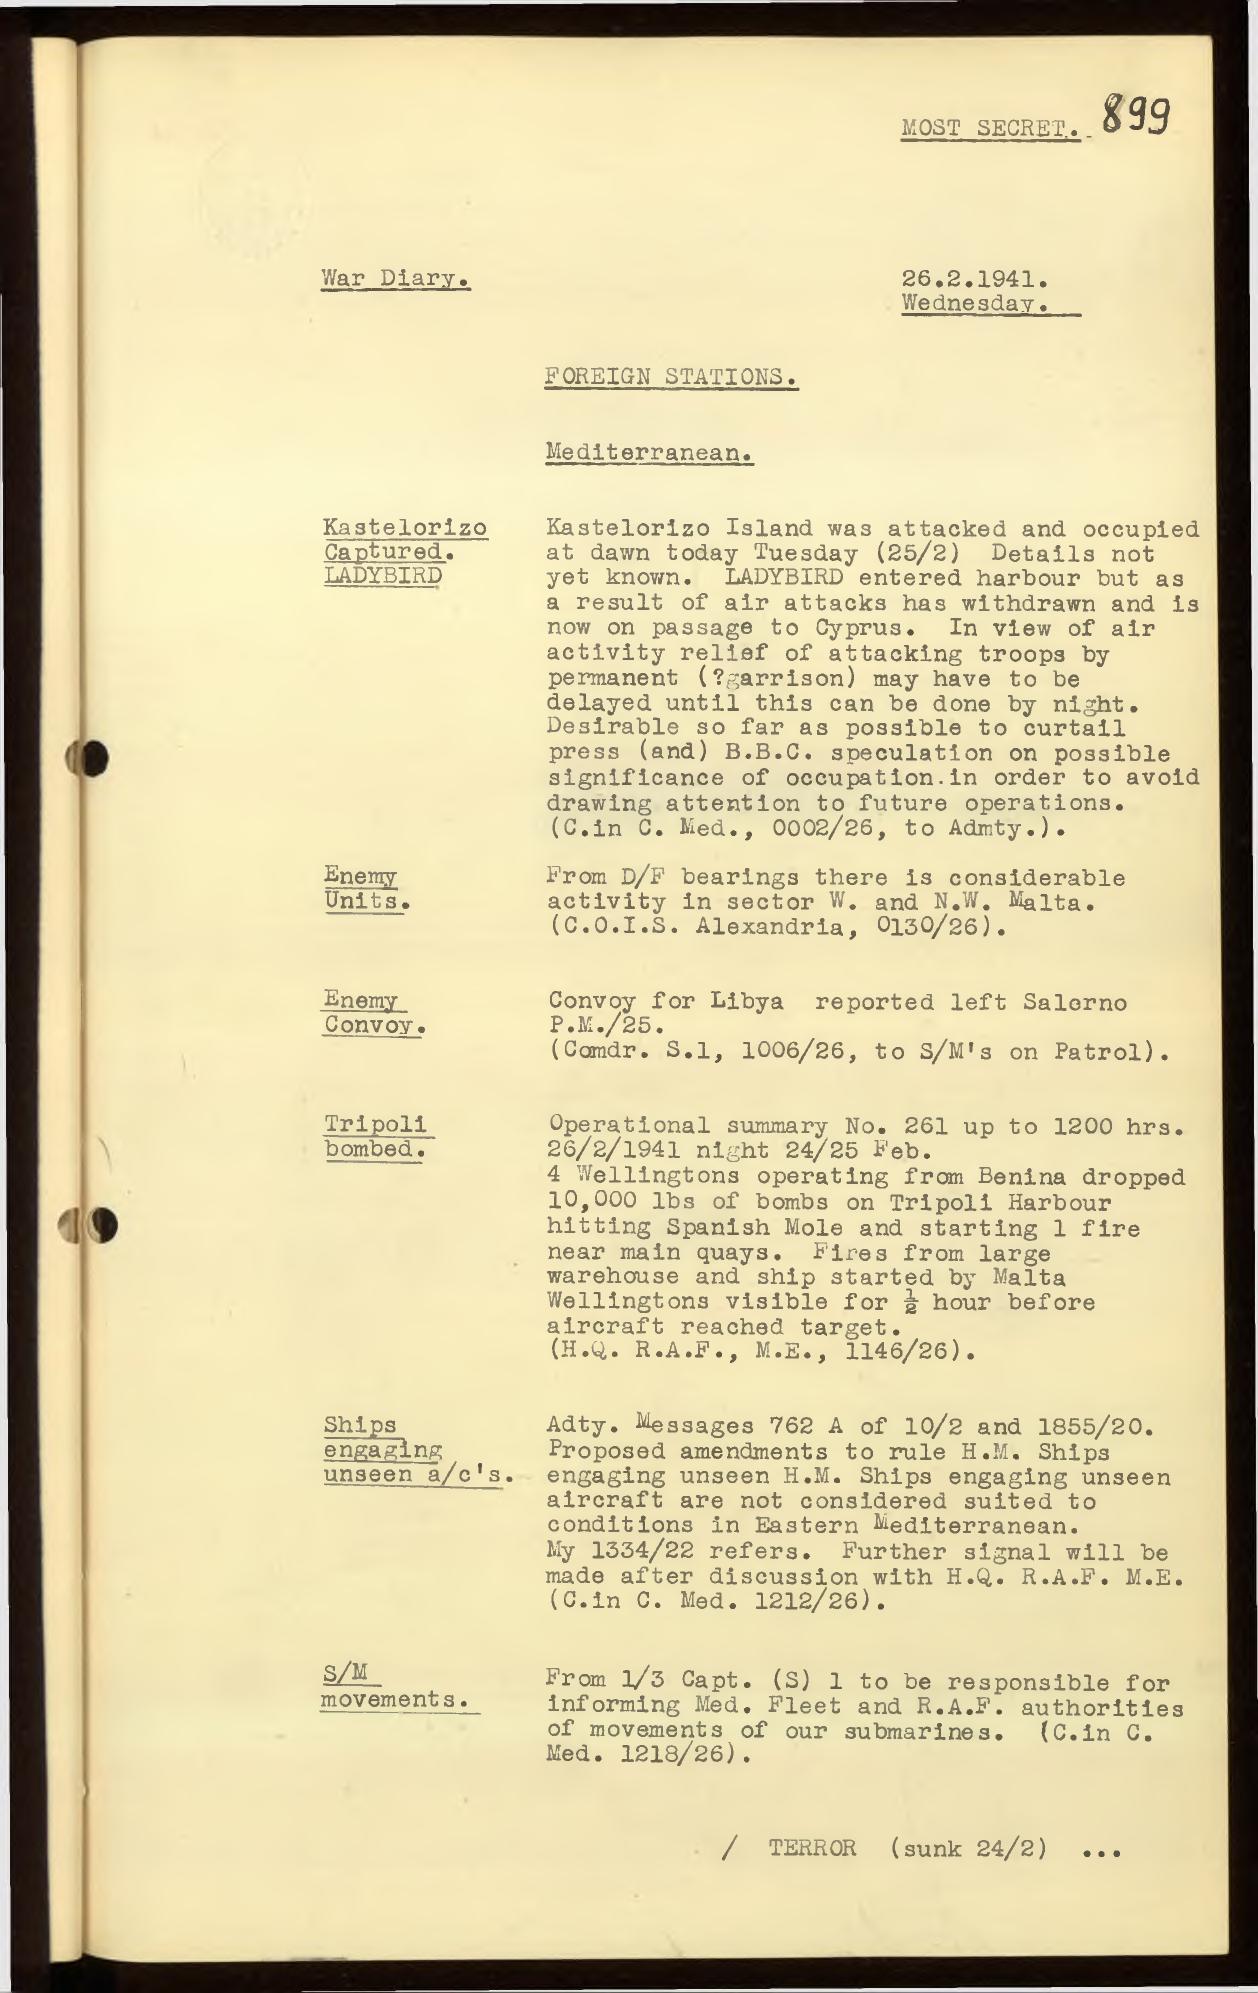 MOST SECRET. 899
War Diary. 26.2.1941.
Wednesday.
FOREIGN STATIONS.
Mediterranean.
Kastelorizo
Captured.
LADYBIRD
Kastelorizo Island was attacked and occupied
at dawn today Tuesday (25/2) Details not
yet known. LADYBIRD entered harbour but as
a result of air attacks has withdrawn and is
now on passage to Cyprus. In view of air
activity relief of attacking troops by
permanent (?garrison) may have to be
delayed until this can be done by night.
Desirable so far as possible to curtail
press (and) B.B.C. speculation on possible
significance of occupation.in order to avoid
drawing attention to future operations.
(C.in C. Med., 0002/26, to Admty.).
Enemy
Units.
From D/F bearings there is considerable
activity in sector W. and N.W. Malta.
(C.O.I.S. Alexandria, 0130/26).
Enemy
Convoy.
Convoy for Libya reported left Salerno
P.M./25.
(Comdr. S.1, 1006/26, to S/M's on Patrol).
Tripoli
bombed.
Operational summary No. 261 up to 1200 hrs.
26/2/1941 night 24/25 Feb.
4 Wellingtons operating from Benina dropped
10,000 lbs of bombs on Tripoli Harbour
hitting Spanish Mole and starting 1 fire
near main quays. Fires from large
warehouse and ship started by Malta
Wellingtons visible for ½ hour before
aircraft reached target.
(H.Q. R.A.F., M.E., 1146/26).
Ships
engaging
unseen a/c's.
Adty. Messages 762 A of 10/2 and 1855/20.
Proposed amendments to rule H.M. Ships
engaging unseen H.M. Ships engaging unseen
aircraft are not considered suited to
conditions in Eastern Mediterranean.
My 1334/22 refers. Further signal will be
made after discussion with H.Q. R.A.F. M.E.
(C.in C. Med. 1212/26).
S/M
movements.
From 1/3 Capt. (S) 1 to be responsible for
informing Med. Fleet and R.A.F. authorities
of movements of our submarines. (C.in C.
Med. 1218/26).
/ TERROR (sunk 24/2) ...